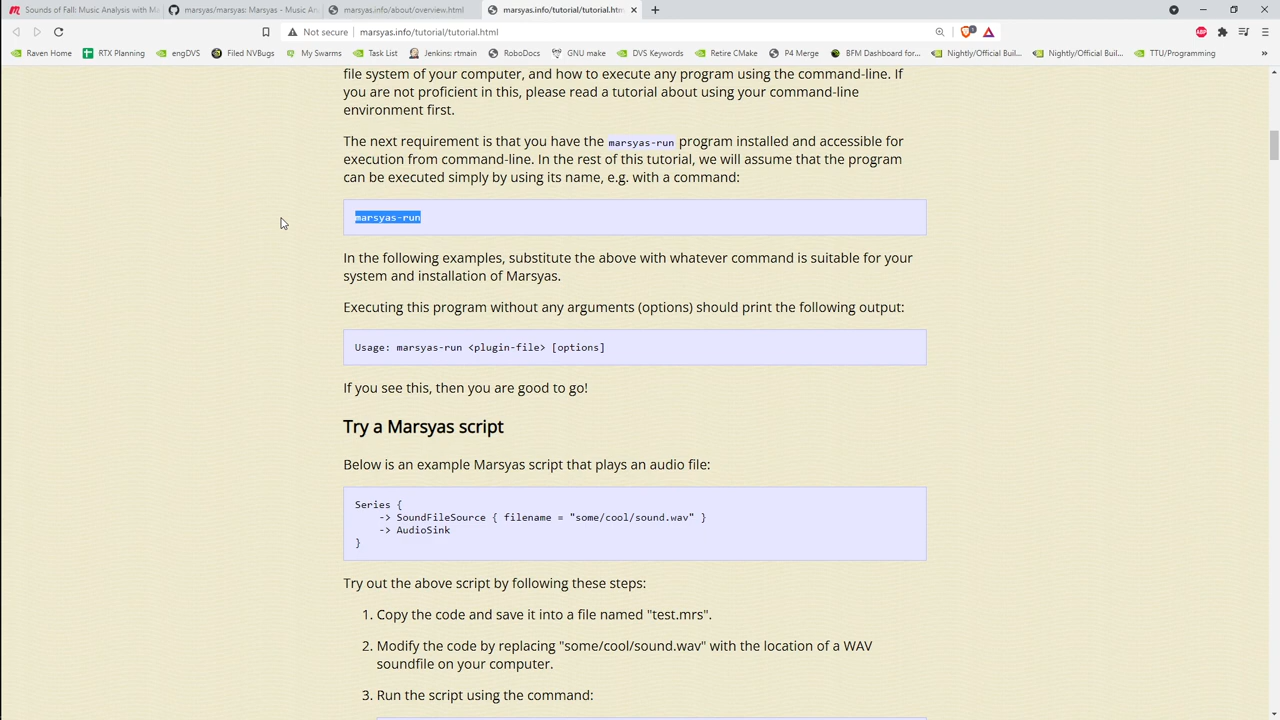 Sounds of Fall: Music Analysis with M
marsyas/marsyas: Marsyas - Music An
marsyas.info/about/overview.html
marsyas.info/tutorial/tutorial.htm
Not secure
marsyas.info/tutorial/tutorial.html
Raven Home
RTX Planning
engDVS
Filed NVBugs
My Swarms
Task List
Jenkins: rtmain
RoboDocs
GNU make
DVS Keywords
Retire CMake
P4 Merge
BFM Dashboard for...
Nightly/Official Buil...
Nightly/Official Buil...
TTU/Programming
file system of your computer, and how to execute any program using the command-line. If
you are not proficient in this, please read a tutorial about using your command-line
environment first.
The next requirement is that you have the marsyas-run program installed and accessible for
execution from command-line. In the rest of this tutorial, we will assume that the program
can be executed simply by using its name, e.g. with a command:
marsyas-run
In the following examples, substitute the above with whatever command is suitable for your
system and installation of Marsyas.
Executing this program without any arguments (options) should print the following output:
Usage: marsyas-run <plugin-file> [options]
If you see this, then you are good to go!
Try a Marsyas script
Below is an example Marsyas script that plays an audio file:
Series {
-> SoundFileSource { filename = "some/cool/sound.wav" }
-> AudioSink
}
Try out the above script by following these steps:
1. Copy the code and save it into a file named "test.mrs".
2. Modify the code by replacing "some/cool/sound.wav" with the location of a WAV
soundfile on your computer.
3. Run the script using the command: